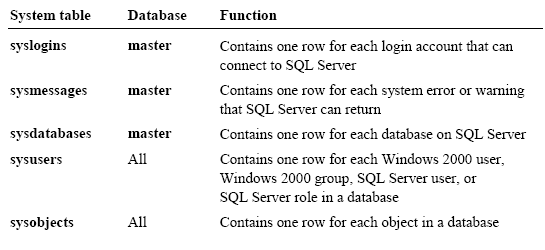 System table Database Function
syslogins master Contains one row for each login account that can
connect to SQL Server
sysmessages master Contains one row for each system error or warning
that SQL Server can return
sysdatabases master Contains one row for each database on SQL Server
sysusers All Contains one row for each Windows 2000 user,
Windows 2000 group, SQL Server user, or
SQL Server role in a database
sysobjects All Contains one row for each object in a database